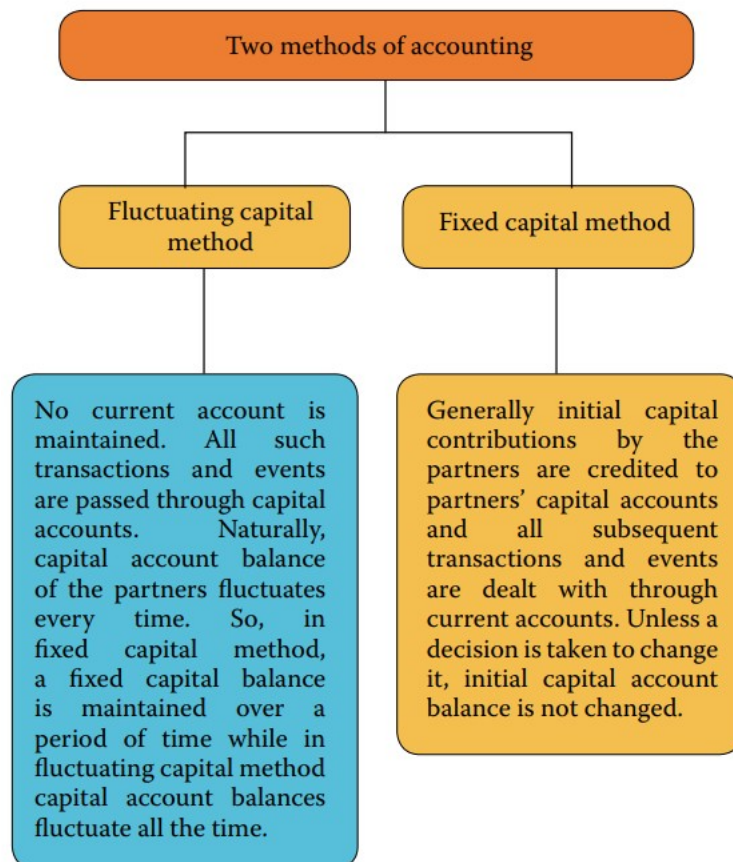 Two methods of accounting
Fluctuating capital
method
Fixed capital method
No current account is
maintained. All such
transactions and events
are passed through capital
accounts. Naturally,
capital account balance
of the partners fluctuates
every time. So, in
fixed capital method,
a fixed capital balance
is maintained over a
period of time while in
fluctuating capital method
capital account balances
fluctuate all the time.
Generally initial capital
contributions by the
partners are credited to
partners’ capital accounts
and all subsequent
transactions and events
are dealt with through
current accounts. Unless a
decision is taken to change
it, initial capital account
balance is not changed.